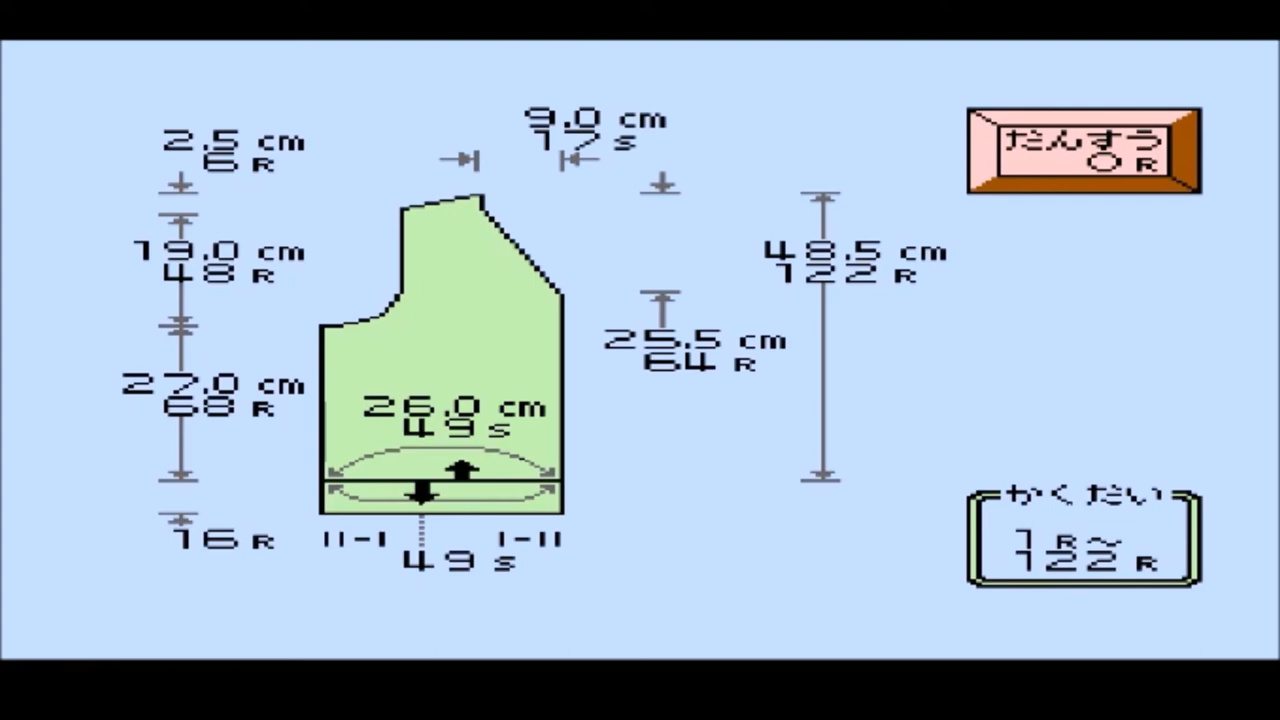 2.5 cm
6 R
9.0 cm
17 s
だんすう
0 R
19.0 cm
48 R
48.5 cm
122 R
25.5 cm
64 R
27.0 cm
68 R
26.0 cm
49 s
16 R
11-1
1-11
49 s
かくだい
1 R~
122 R